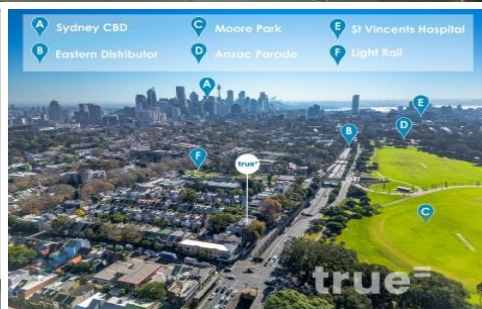 A Sydney CBD C Moore Park E St Vincents Hospital
B Eastern Distributor D Anzac Parade F Light Rail
A
E
B D
F
true
C
true